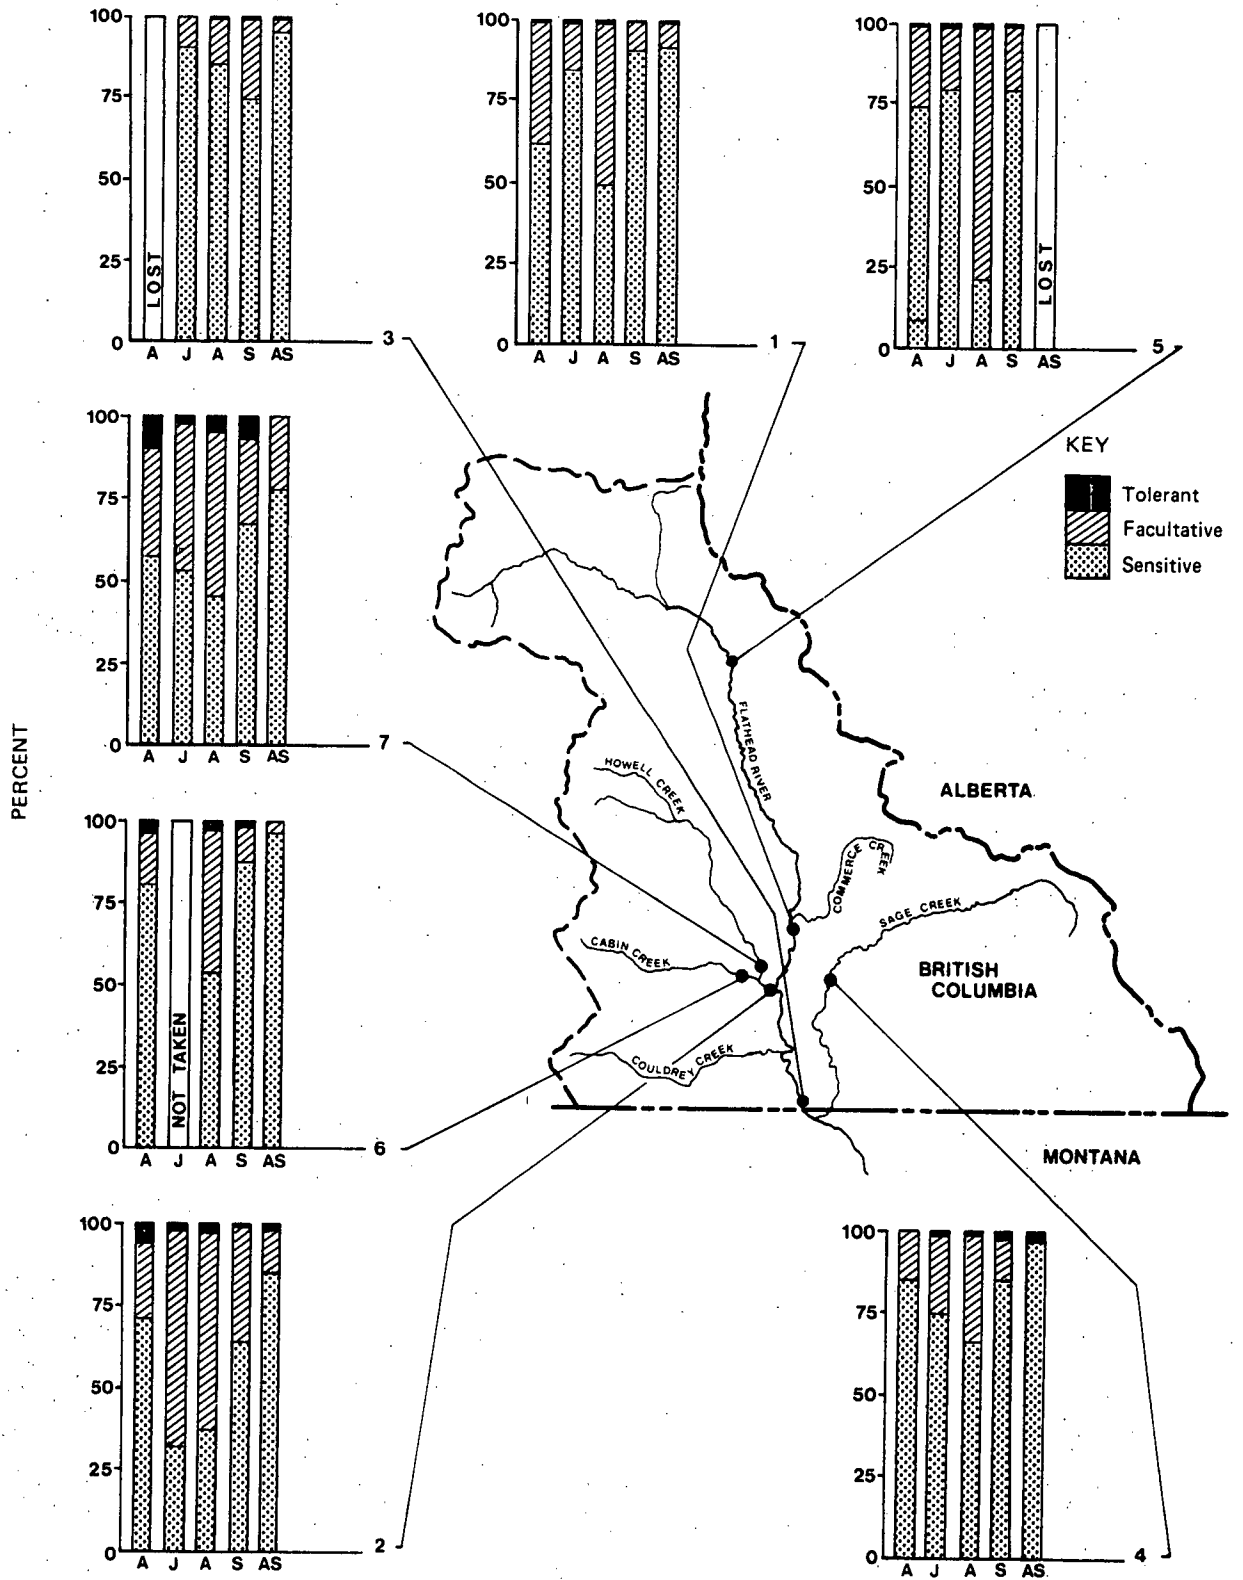 100
75
50
25
0
LOST
A J A S AS
3
100
75
50
25
0
A J A S AS
1
100
75
50
25
0
LOST
A J A S AS
5
KEY
Tolerant
Facultative
Sensitive
100
75
50
25
0
A J A S AS
7
PERCENT
100
75
50
25
0
NOT TAKEN
A J A S AS
6
100
75
50
25
0
A J A S AS
2
FLATHEAD RIVER
HOWELL CREEK
ALBERTA
COMMERCE CREEK
SAGE CREEK
CABIN CREEK
BRITISH
COLUMBIA
COULDREY CREEK
MONTANA
100
75
50
25
0
A J A S AS
4